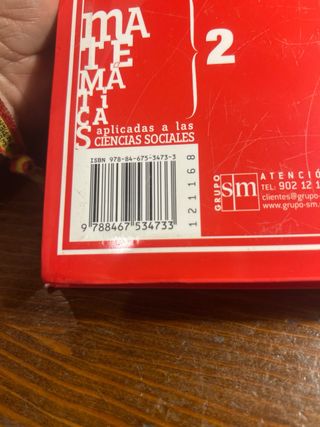 MATEMÁTICAS
aplicadas a las
CIENCIAS SOCIALES
2
ISBN 978-84-675-3473-3
9 788467 534733
121168
GRUPO sm
ATENCIÓ
TEL: 902 12 1
clientes@grupo-
www.grupo-sm.